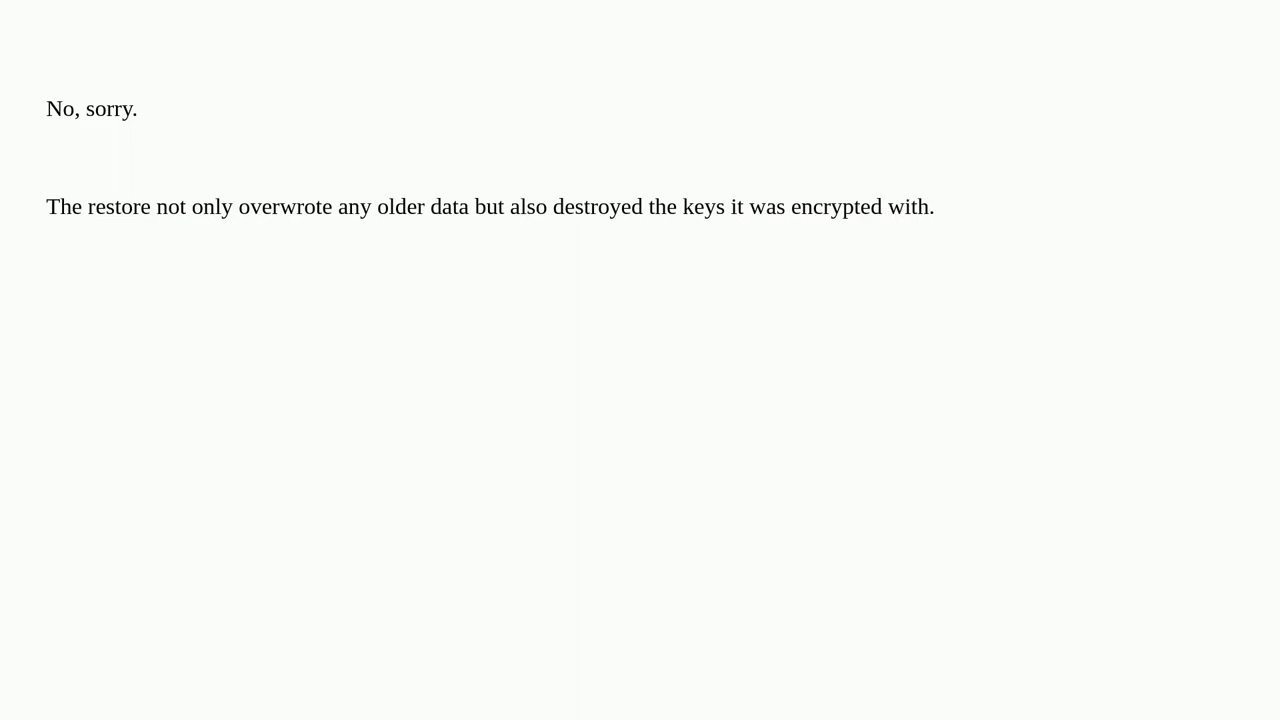 No, sorry.
The restore not only overwrote any older data but also destroyed the keys it was encrypted with.